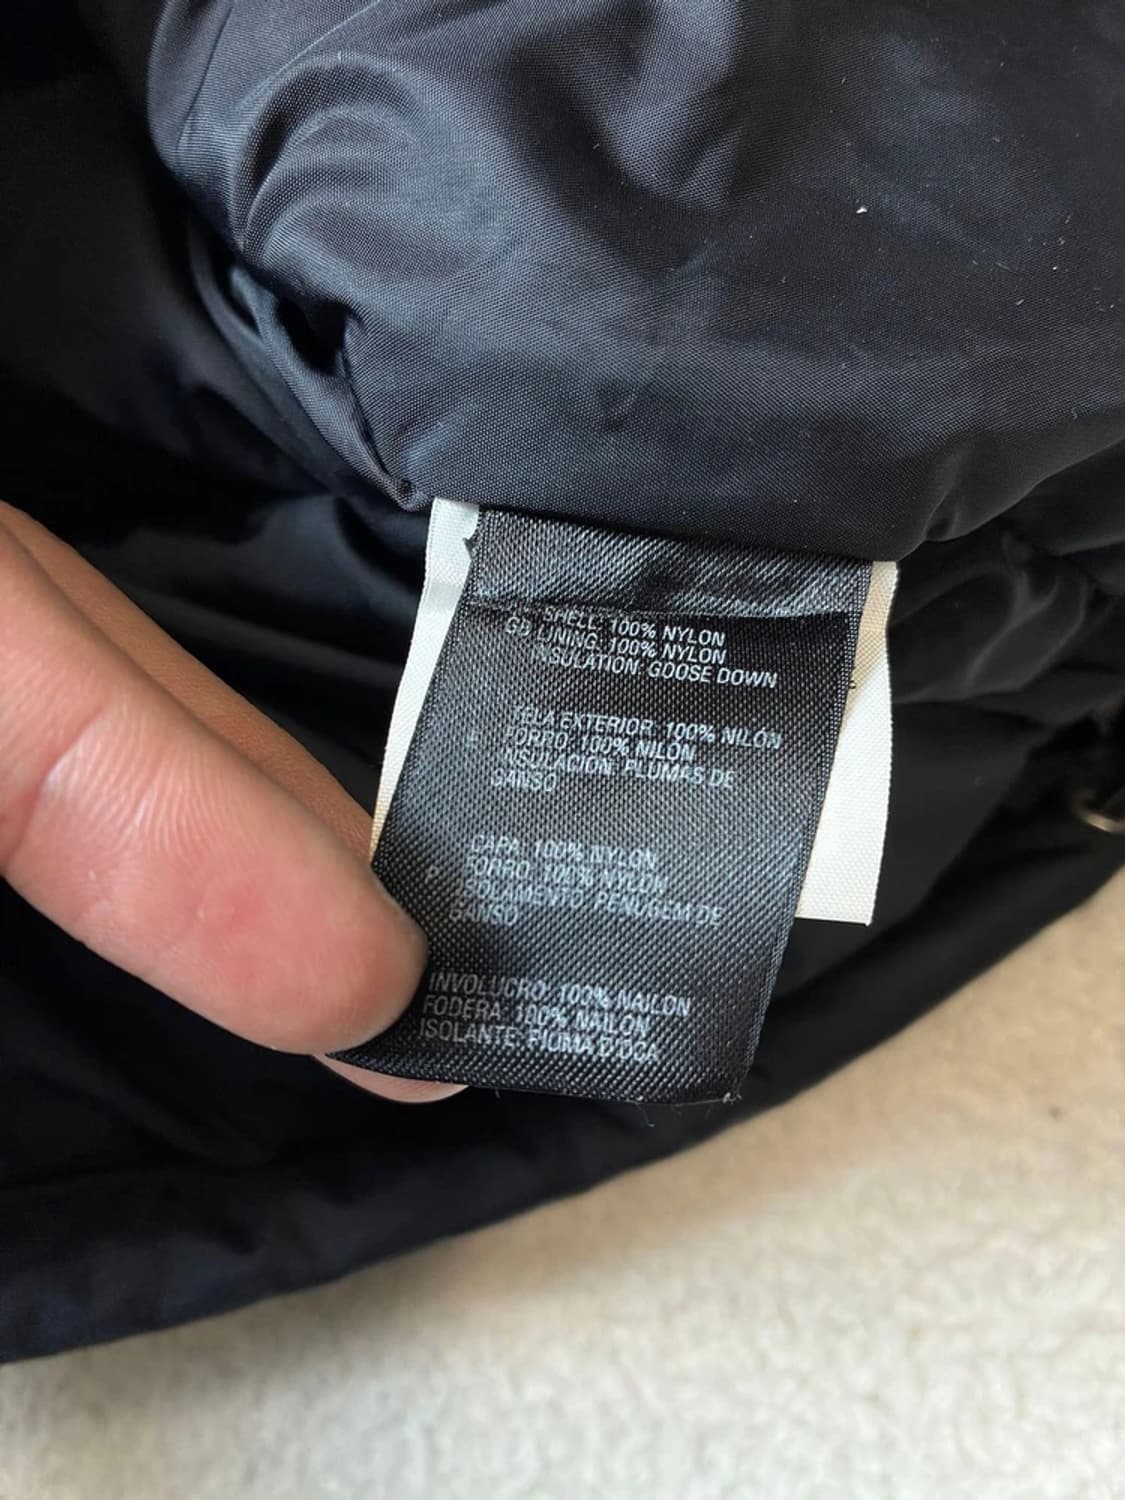 SHELL: 100% NYLON
GB LINING: 100% NYLON
INSULATION: GOOSE DOWN
TELA EXTERIOR: 100% NILON
E FORRO: 100% NILON
INSULACION: PLUMAS DE
GANSO
CAPA: 100% NYLON
FORRO: 100% NYLON
P ISOLAMENTO: PENUGEM DE
GANSO
INVOLUCRO: 100% NAILON
FODERA: 100% NAILON
ISOLANTE: PIUMA D'OCA